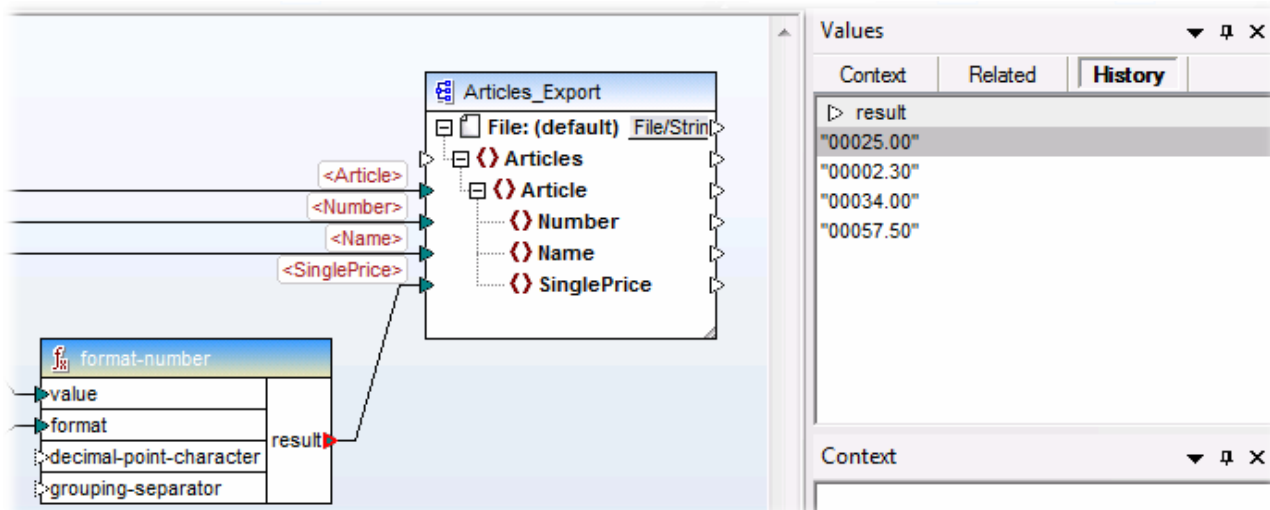 Articles_Export
File: (default) File/Strin
Articles
<Article>
Article
<Number>
Number
<Name>
Name
<SinglePrice>
SinglePrice
format-number
value
format
result
decimal-point-character
grouping-separator
Values
Context Related History
result
"00025.00"
"00002.30"
"00034.00"
"00057.50"
Context